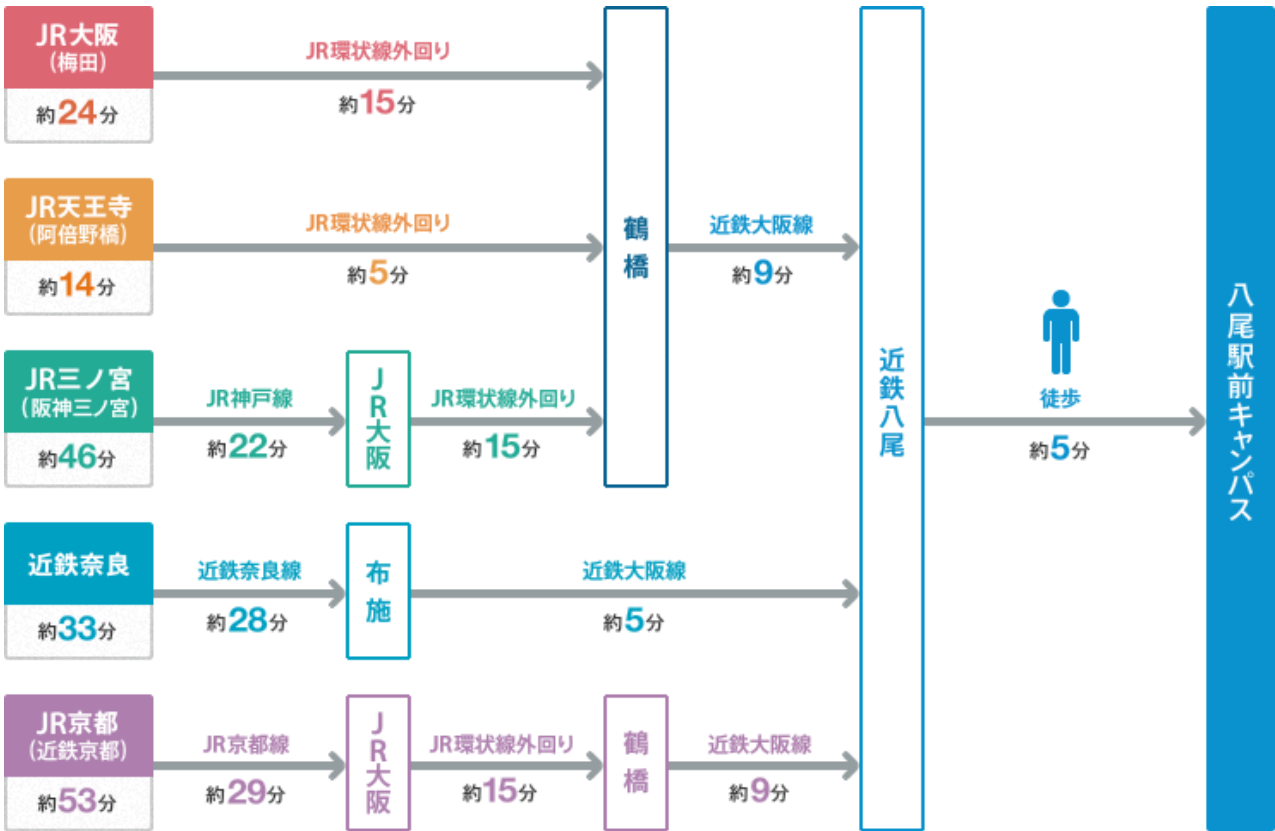 JR大阪
(梅田)
約24分
JR環状線外回り
約15分
JR天王寺
(阿倍野橋)
約14分
JR環状線外回り
約5分
JR三ノ宮
(阪神三ノ宮)
約46分
JR神戸線
約22分
JR大阪
JR環状線外回り
約15分
鶴橋
近鉄大阪線
約9分
近鉄奈良
約33分
近鉄奈良線
約28分
布施
近鉄大阪線
約5分
JR京都
(近鉄京都)
約53分
JR京都線
約29分
JR大阪
JR環状線外回り
約15分
鶴橋
近鉄大阪線
約9分
近鉄八尾
徒歩
約5分
八尾駅前キャンパス